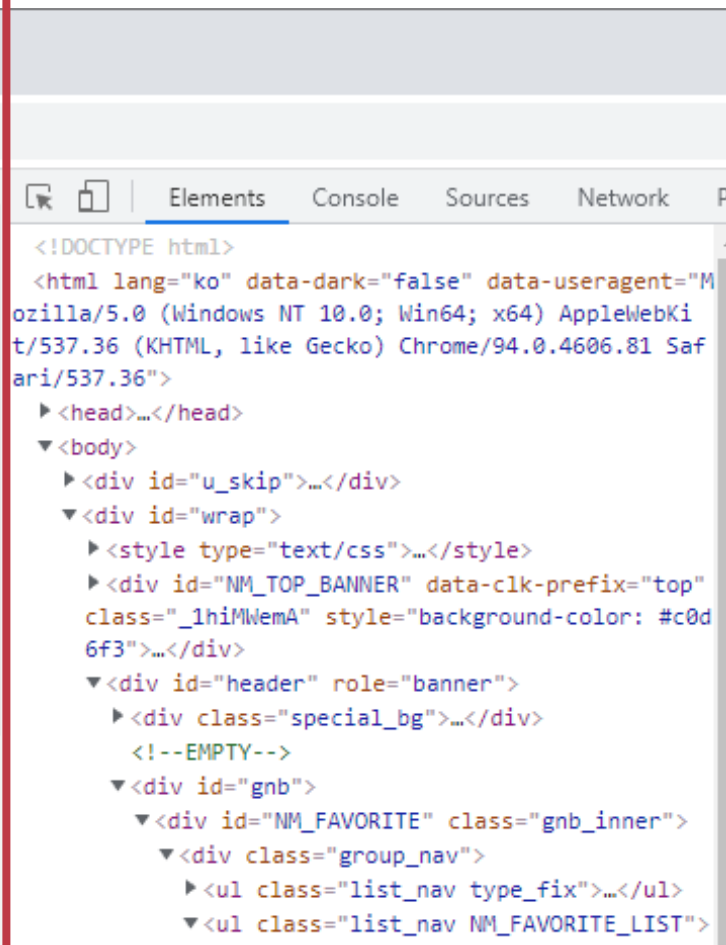 Elements Console Sources Network P
<!DOCTYPE html>
<html lang="ko" data-dark="false" data-useragent="M
ozilla/5.0 (Windows NT 10.0; Win64; x64) AppleWebKi
t/537.36 (KHTML, like Gecko) Chrome/94.0.4606.81 Saf
ari/537.36">
<head>…</head>
<body>
<div id="u_skip">…</div>
<div id="wrap">
<style type="text/css">…</style>
<div id="NM_TOP_BANNER" data-clk-prefix="top"
class="_1hiMWemA" style="background-color: #c0d
6f3">…</div>
<div id="header" role="banner">
<div class="special_bg">…</div>
<!--EMPTY-->
<div id="gnb">
<div id="NM_FAVORITE" class="gnb_inner">
<div class="group_nav">
<ul class="list_nav type_fix">…</ul>
<ul class="list_nav NM_FAVORITE_LIST">